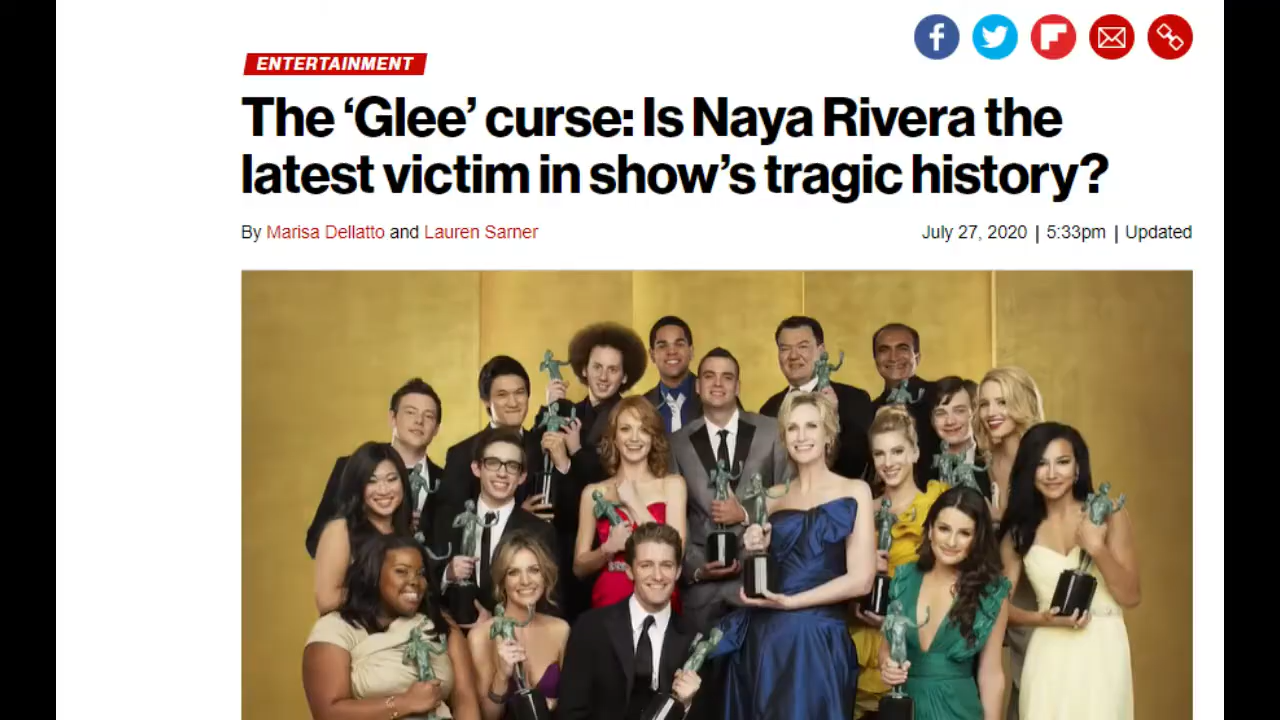 ENTERTAINMENT
The ‘Glee’ curse: Is Naya Rivera the
latest victim in show’s tragic history?
By Marisa Dellatto and Lauren Sarner
July 27, 2020 | 5:33pm | Updated